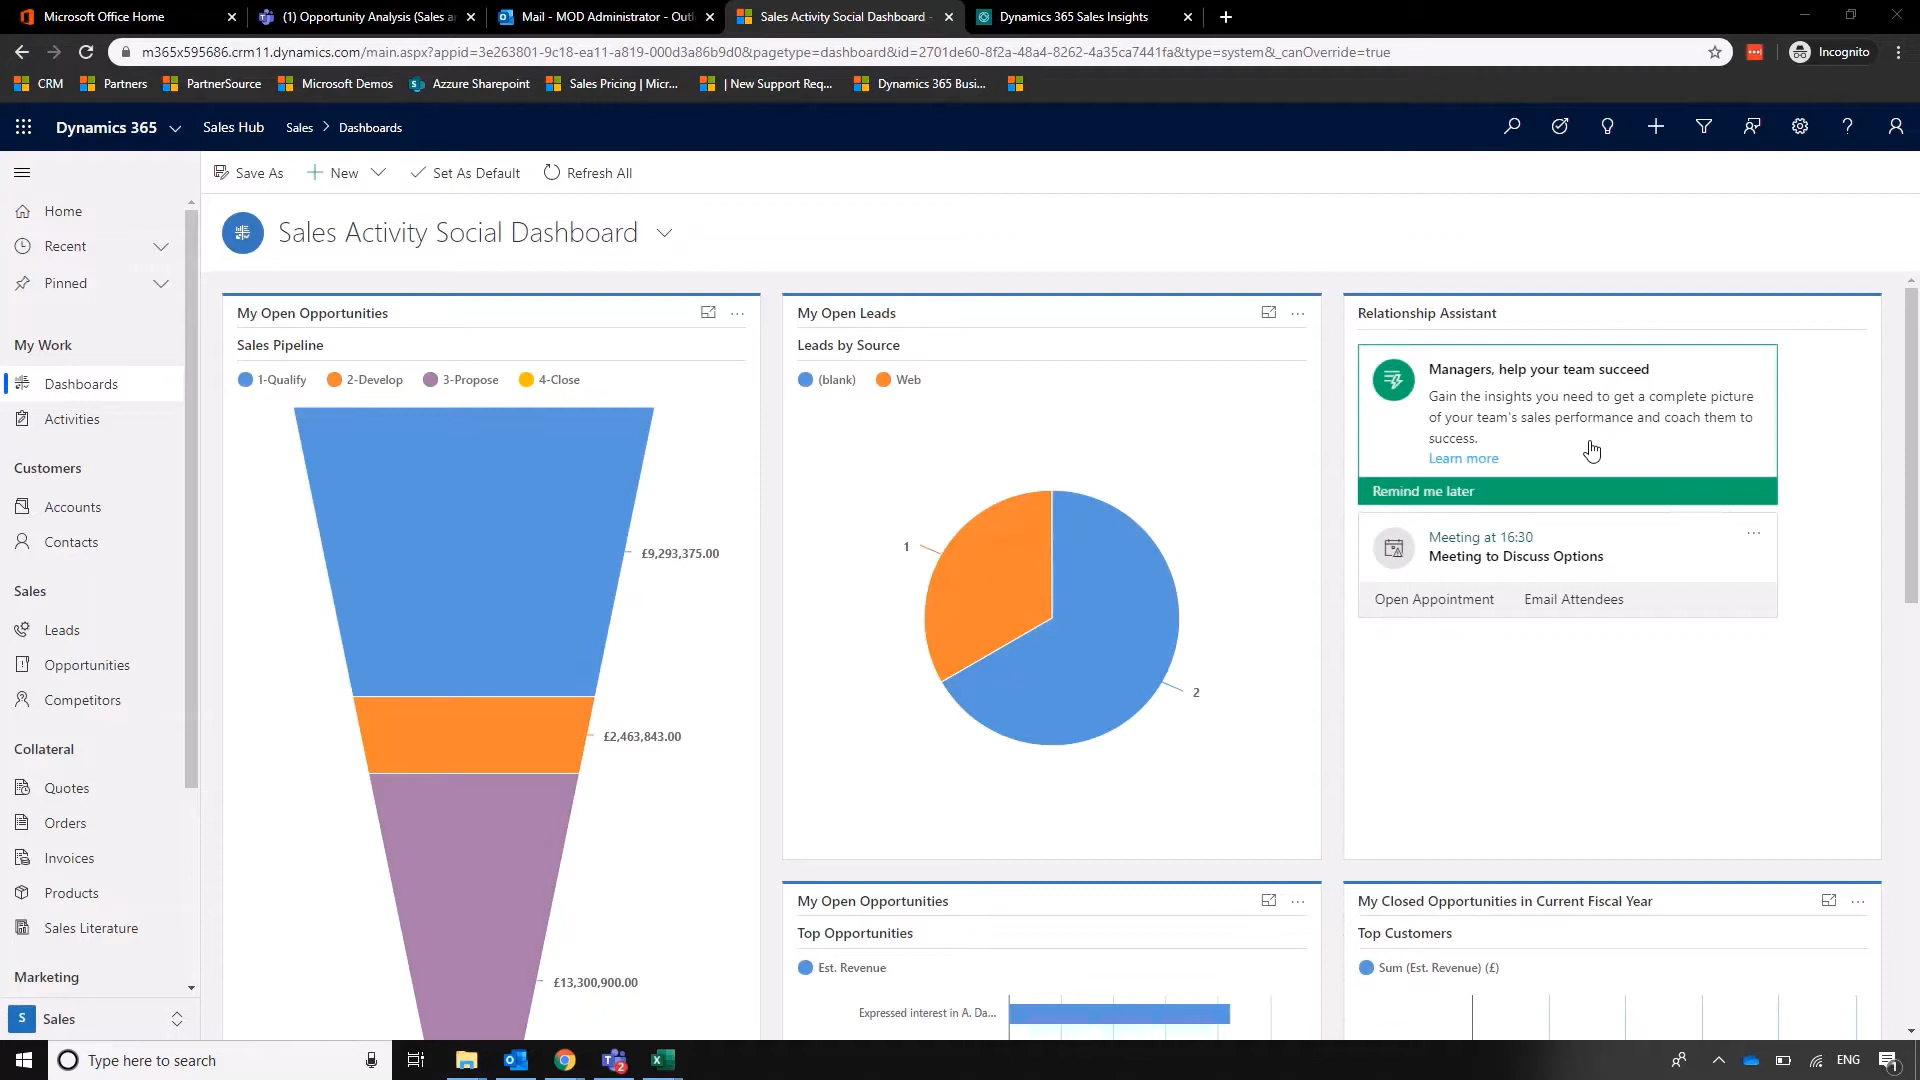 Microsoft Office Home
(1) Opportunity Analysis (Sales ar
Mail - MOD Administrator - Outl
Sales Activity Social Dashboard -
Dynamics 365 Sales Insights
m365x595686.crm11.dynamics.com/main.aspx?appid=3e263801-9c18-ea11-a819-000d3a86b9d0&pagetype=dashboard&id=2701de60-8f2a-48a4-8262-4a35ca7441fa&type=system&_canOverride=true
Incognito
CRM
Partners
PartnerSource
Microsoft Demos
Azzure Sharepoint
Sales Pricing | Micr...
| New Support Req...
Dynamics 365 Busi...
Dynamics 365
Sales Hub
Sales > Dashboards
Save As
New
Set As Default
Refresh All
Home
Recent
Pinned
My Work
Dashboards
Activities
Customers
Accounts
Contacts
Sales
Leads
Opportunities
Competitors
Collateral
Quotes
Orders
Invoices
Products
Sales Literature
Marketing
S Sales
Sales Activity Social Dashboard
My Open Opportunities
Sales Pipeline
1-Qualify 2-Develop 3-Propose 4-Close
£9,293,375.00
£2,463,843.00
£13,300,900.00
My Open Leads
Leads by Source
(blank) Web
1
2
Relationship Assistant
Managers, help your team succeed
Gain the insights you need to get a complete picture
of your team's sales performance and coach them to
success.
Learn more
Remind me later
Meeting at 16:30
Meeting to Discuss Options
Open Appointment Email Attendees
My Open Opportunities
Top Opportunities
Est. Revenue
Expressed interest in A. Da...
My Closed Opportunities in Current Fiscal Year
Top Customers
Sum (Est. Revenue) (£)
Type here to search
2
ENG
1